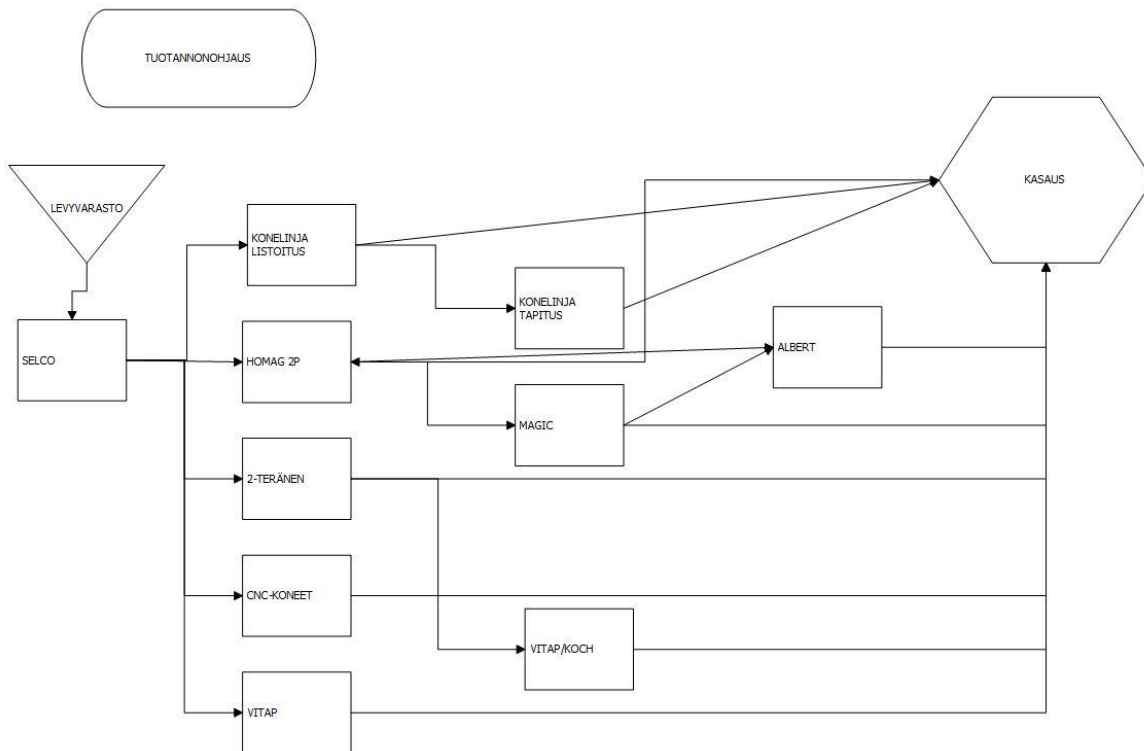 TUOTANNONOHJAUS
LEVYVARASTO
KASAUS
KONELINJA
LISTOITUS
KONELINJA
TAPITUS
SELCO
HOMAG 2P
ALBERT
MAGIC
2-TERÄNEN
CNC-KONEET
VITAP/KOCH
VITAP